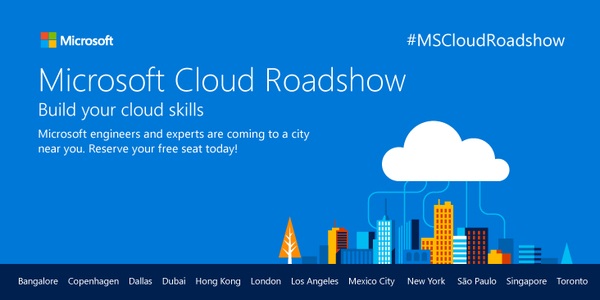 Microsoft
#MSCloudRoadshow
Microsoft Cloud Roadshow
Build your cloud skills
Microsoft engineers and experts are coming to a city
near you. Reserve your free seat today!
Bangalore Copenhagen Dallas Dubai Hong Kong London Los Angeles Mexico City New York São Paulo Singapore Toronto